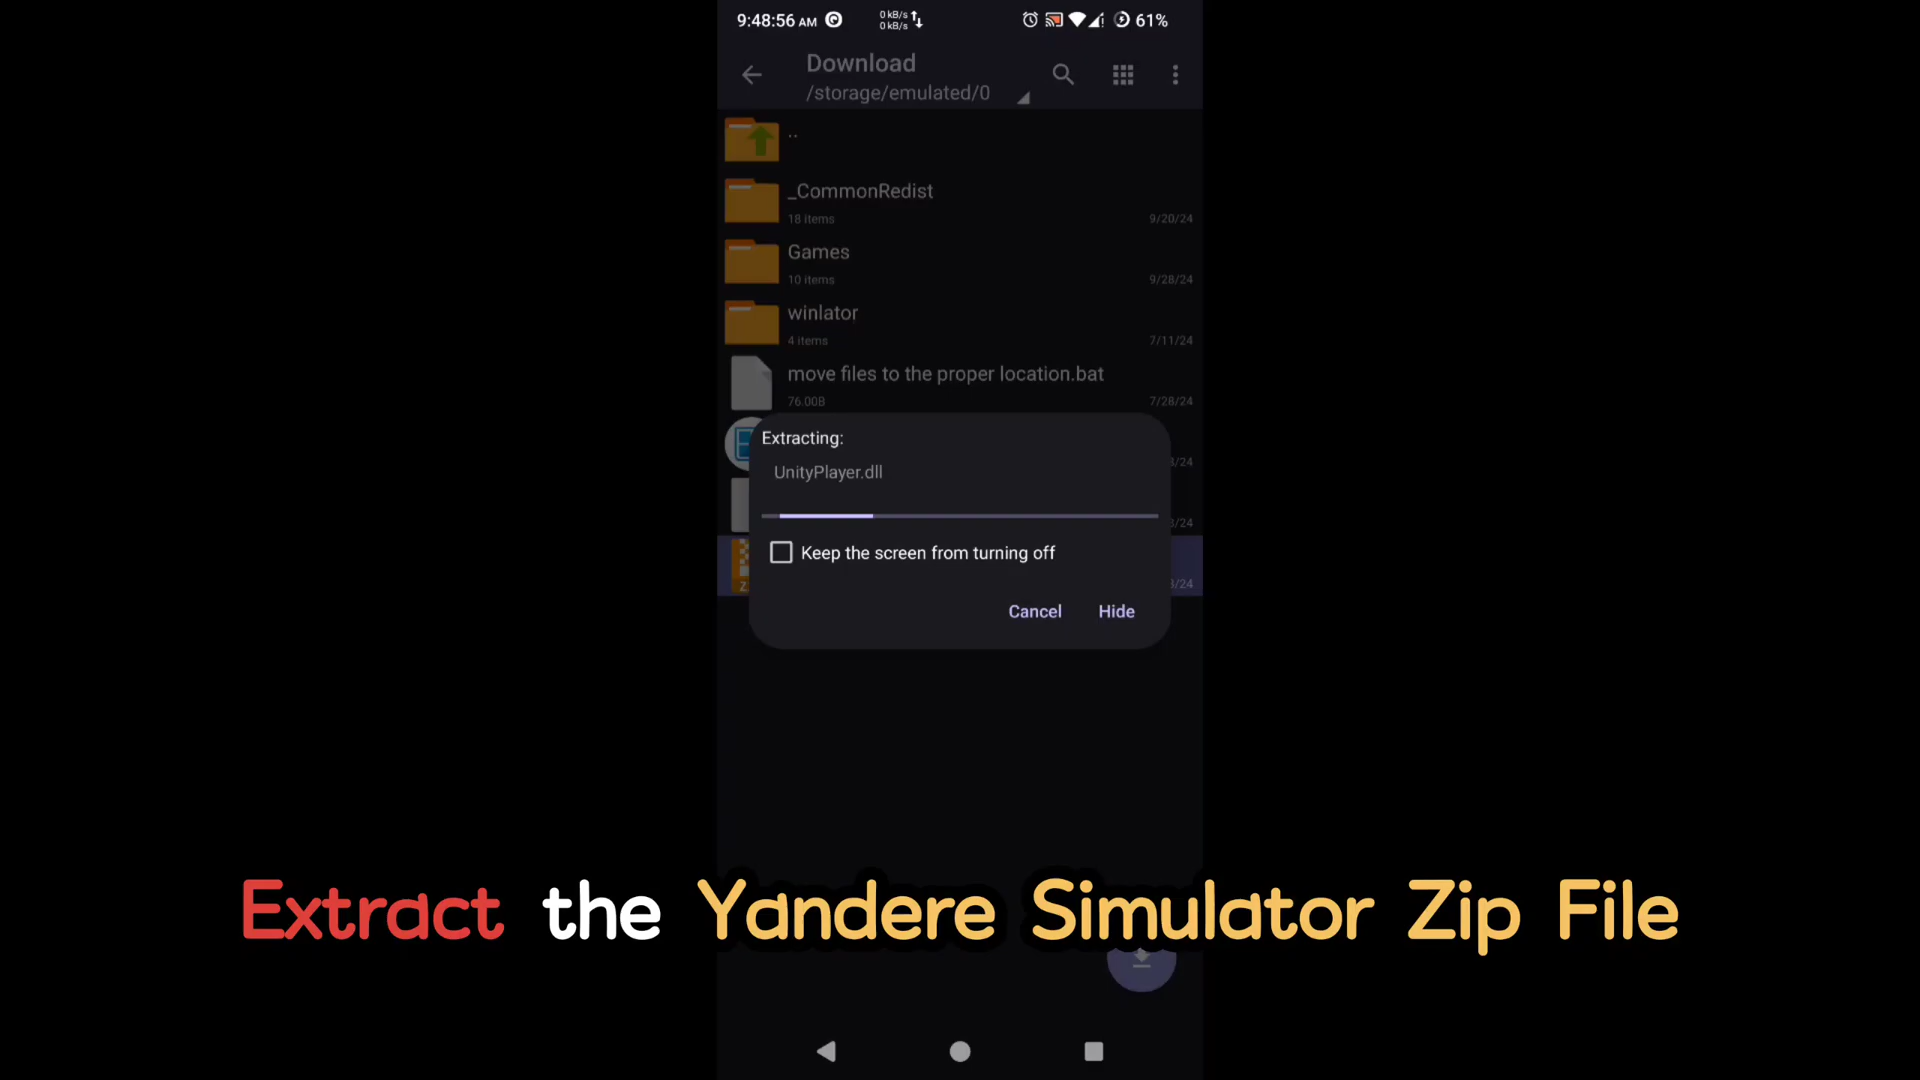 9:48:56 AM
0 kB/s
0 kB/s
61%
Download
/storage/emulated/0
..
_CommonRedist
18 items
9/20/24
Games
10 items
9/28/24
winlator
4 items
7/11/24
move files to the proper location.bat
76.00B
7/28/24
Extracting:
UnityPlayer.dll
/24
/24
Keep the screen from turning off
Z
/24
Cancel
Hide
Extract the Yandere Simulator Zip File